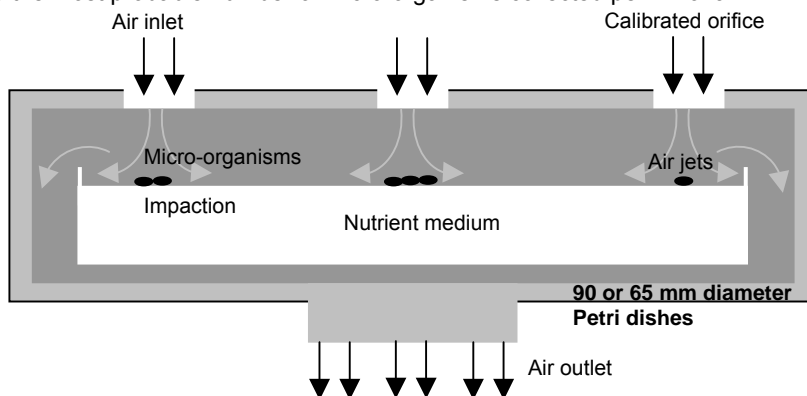 Air inlet
Calibrated orifice
Micro-organisms
Air jets
Impaction
Nutrient medium
90 or 65 mm diameter
Petri dishes
Air outlet